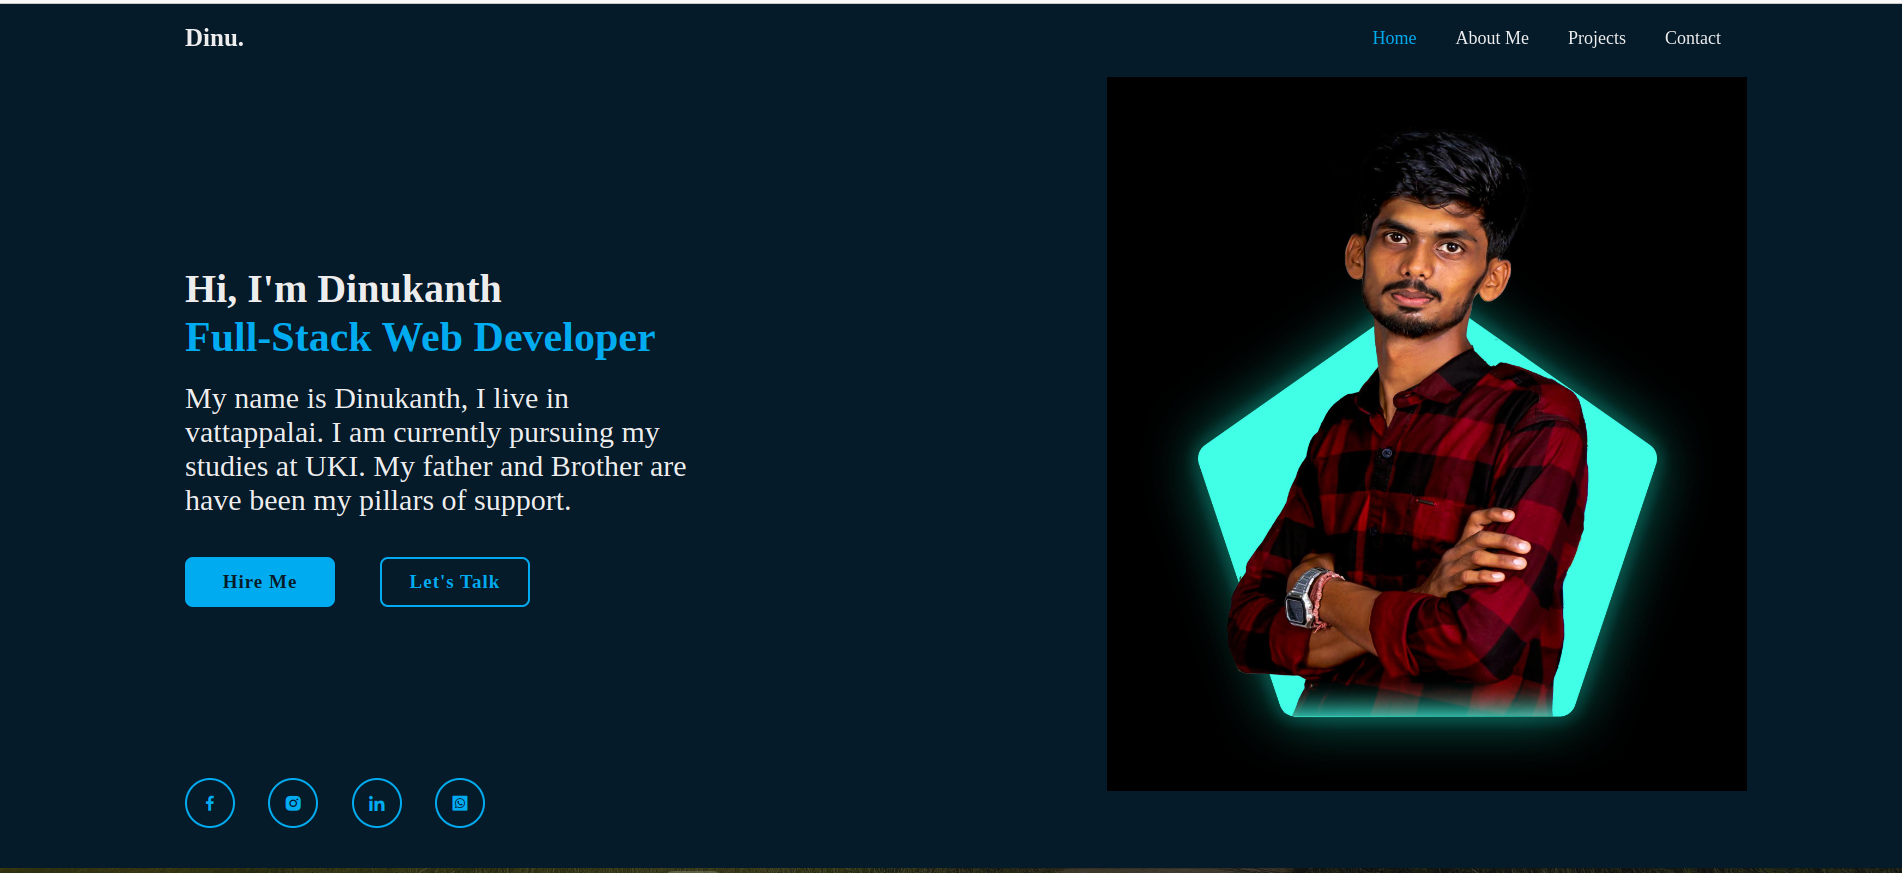 Dinu.
Home About Me Projects Contact
Hi, I'm Dinukanth
Full-Stack Web Developer
My name is Dinukanth, I live in
vattappalai. I am currently pursuing my
studies at UKI. My father and Brother are
have been my pillars of support.
Hire Me
Let's Talk